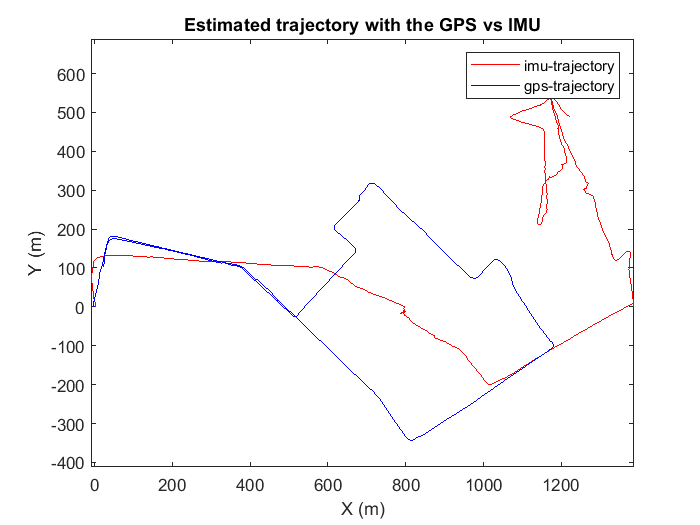 Estimated trajectory with the GPS vs IMU
imu-trajectory
gps-trajectory
600
500
400
300
200
100
0
-100
-200
-300
-400
Y (m)
0 200 400 600 800 1000 1200
X (m)